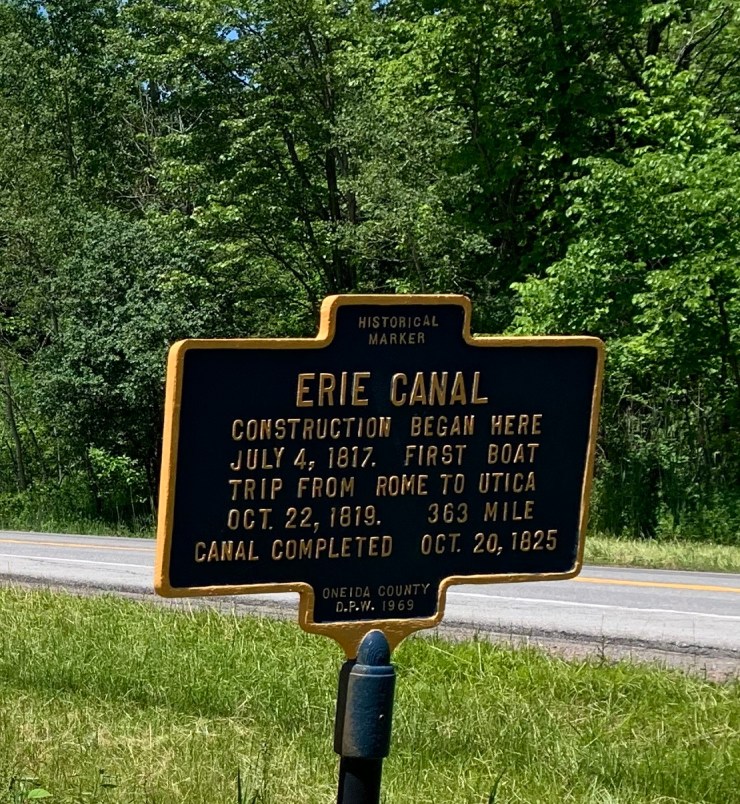 HISTORICAL
MARKER
ERIE CANAL
CONSTRUCTION BEGAN HERE
JULY 4, 1817. FIRST BOAT
TRIP FROM ROME TO UTICA
OCT. 22, 1819. 363 MILE
CANAL COMPLETED OCT. 20, 1825
ONEIDA COUNTY
D.P.W. 1969